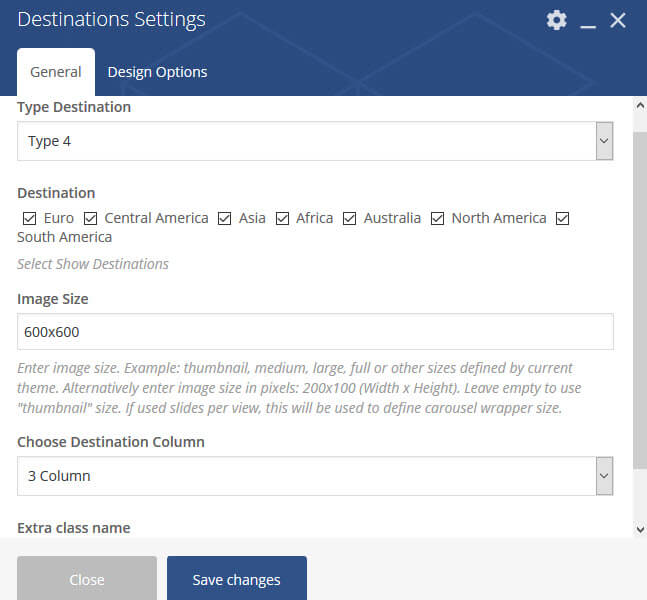 Destinations Settings
General Design Options
Type Destination
Type 4
Destination
Euro Central America Asia Africa Australia North America
South America
Select Show Destinations
Image Size
600x600
Enter image size. Example: thumbnail, medium, large, full or other sizes defined by current
theme. Alternatively enter image size in pixels: 200x100 (Width x Height). Leave empty to use
"thumbnail" size. If used slides per view, this will be used to define carousel wrapper size.
Choose Destination Column
3 Column
Extra class name
Close Save changes